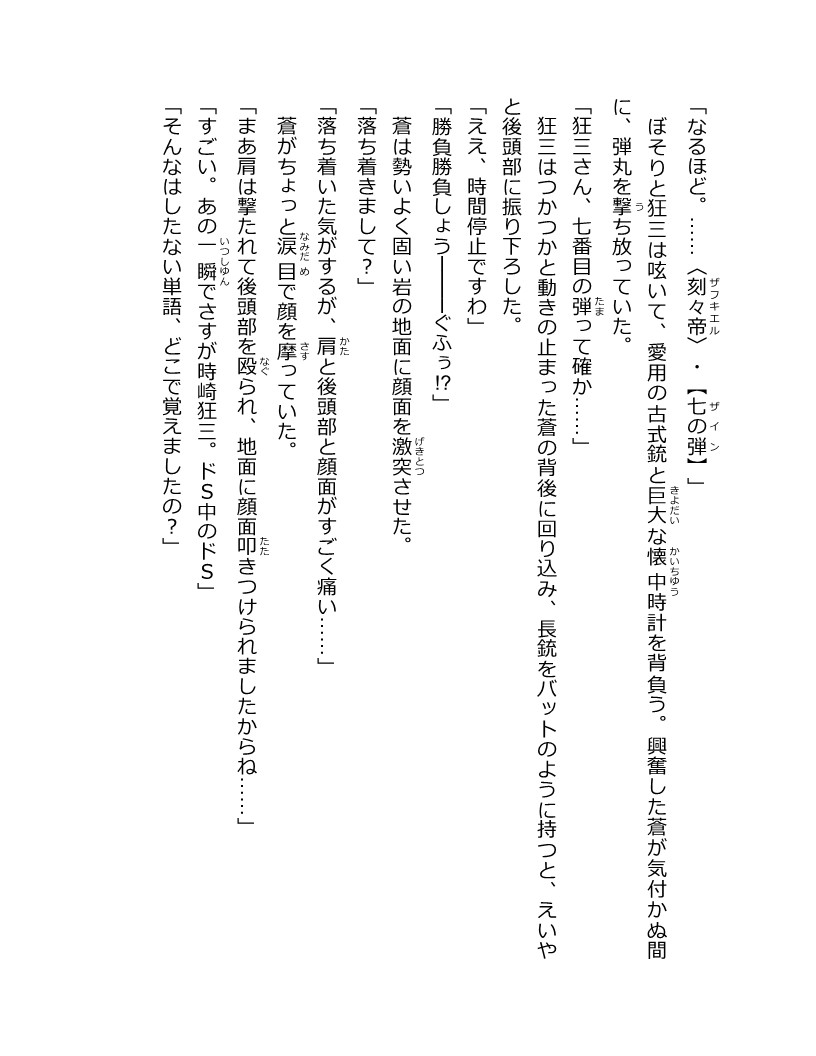 「なるほど。……〈刻々帝〉・【七の弾】」
ぼそりと狂三は呟いて、愛用の古式銃と巨大な懐中時計を背負う。興奮した蒼が気付かぬ間
に、弾丸を撃ち放っていた。
「狂三さん、七番目の弾って確か……」
狂三はつかつかと動きの止まった蒼の背後に回り込み、長銃をバットのように持つと、えいや
と後頭部に振り下ろした。
「ええ、時間停止ですわ」
「勝負勝負しょう――ぐふぅ!?」
蒼は勢いよく固い岩の地面に顔面を激突させた。
「落ち着きまして?」
「落ち着いた気がするが、肩と後頭部と顔面がすごく痛い……」
蒼がちょっと涙目で顔を摩っていた。
「まあ肩は撃たれて後頭部を殴られ、地面に顔面叩きつけられましたからね……」
「すごい。あの一瞬でさすが時崎狂三。ドS中のドS」
「そんなはしたない単語、どこで覚えましたの?」